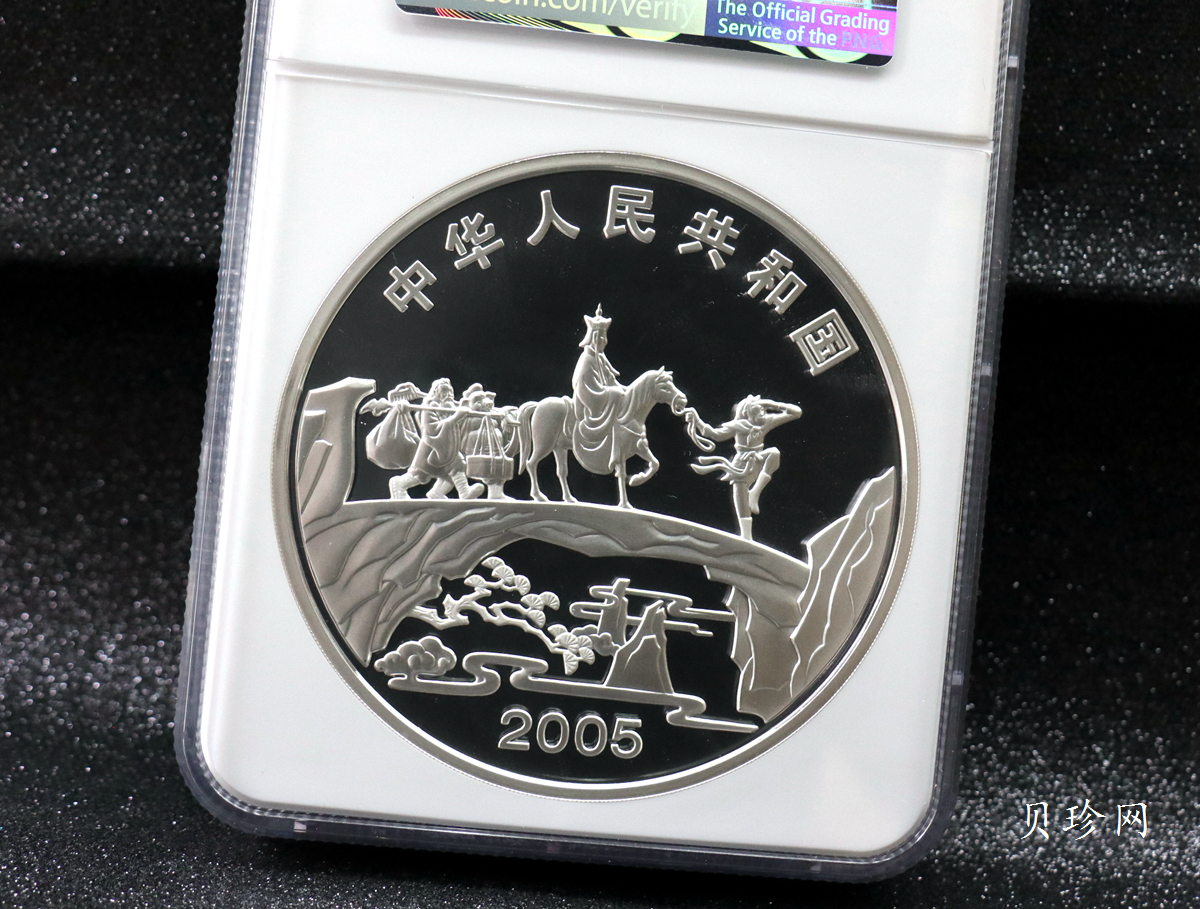 coin.com/verify
The Official Grading
Service of the PNG
中华人民共和国
2005
贝珍网